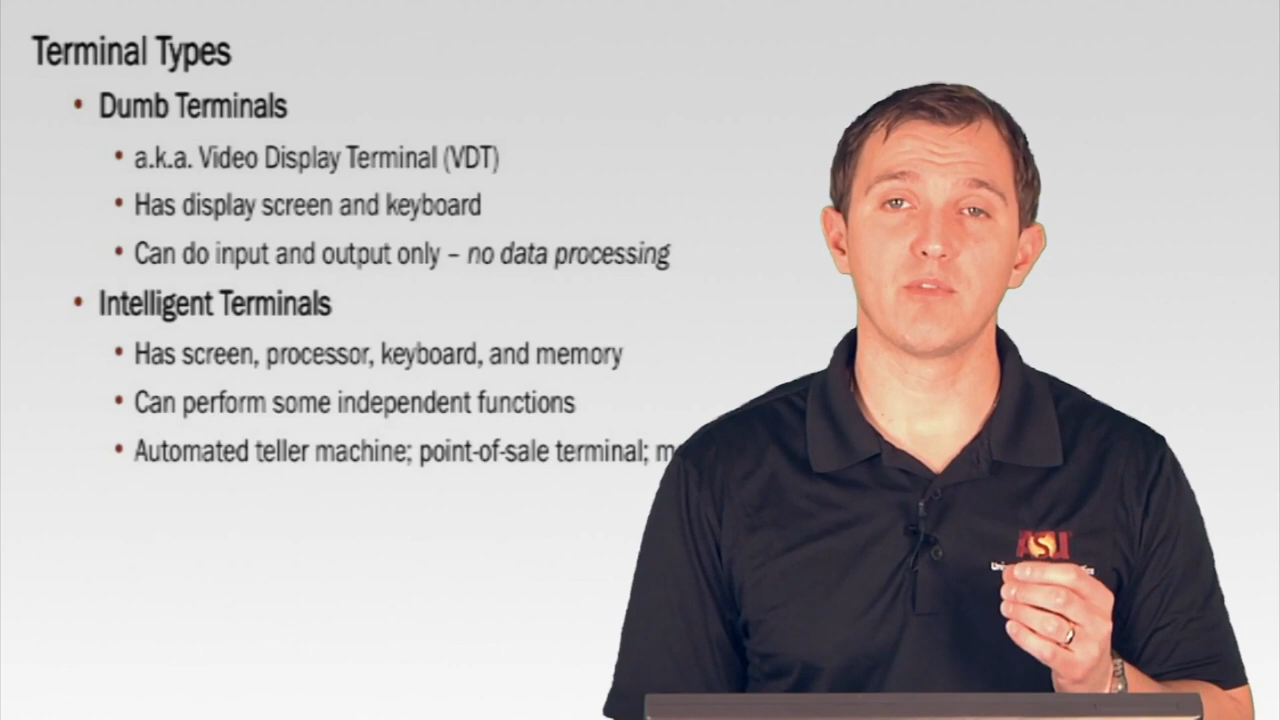 Terminal Types
• Dumb Terminals
• a.k.a. Video Display Terminal (VDT)
• Has display screen and keyboard
• Can do input and output only – no data processing
• Intelligent Terminals
• Has screen, processor, keyboard, and memory
• Can perform some independent functions
• Automated teller machine; point-of-sale terminal;
ASU